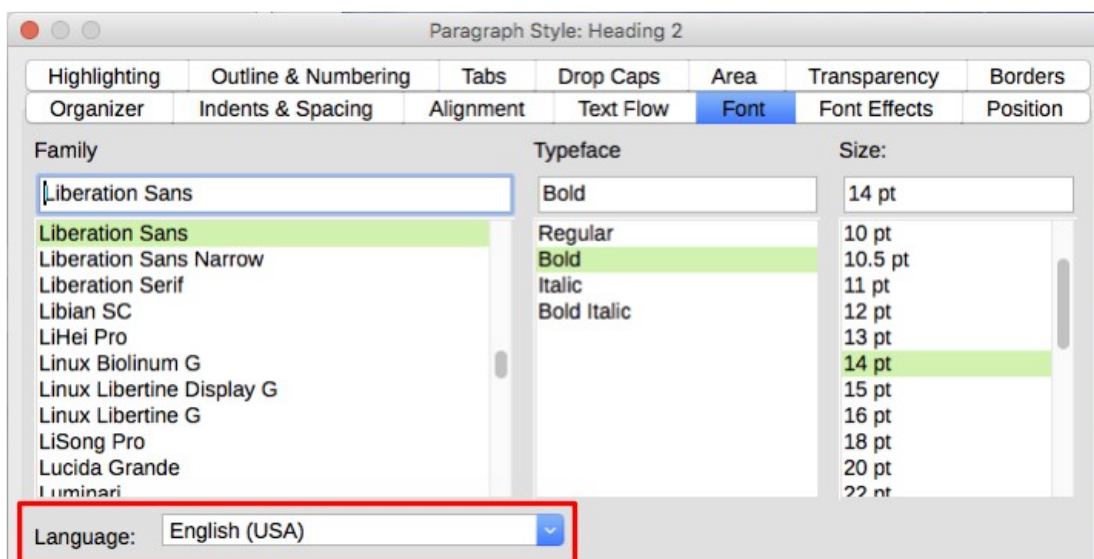 Paragraph Style: Heading 2
Highlighting Outline & Numbering Tabs Drop Caps Area Transparency Borders
Organizer Indents & Spacing Alignment Text Flow Font Font Effects Position
Family Typeface Size:
Liberation Sans Bold 14 pt
Liberation Sans Regular 10 pt
Liberation Sans Narrow Bold 10.5 pt
Liberation Serif Italic 11 pt
Libian SC Bold Italic 12 pt
LiHei Pro 13 pt
Linux Biolinum G 14 pt
Linux Libertine Display G 15 pt
Linux Libertine G 16 pt
LiSong Pro 18 pt
Lucida Grande 20 pt
Luminari 22 pt
Language: English (USA)